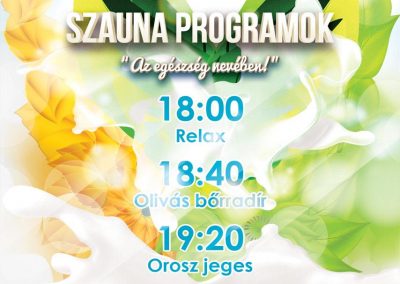 SZAUNA PROGRAMOK
"Az egészség nevében!"
18:00
Relax
18:40
Olivás bőrradír
19:20
Orosz jeges